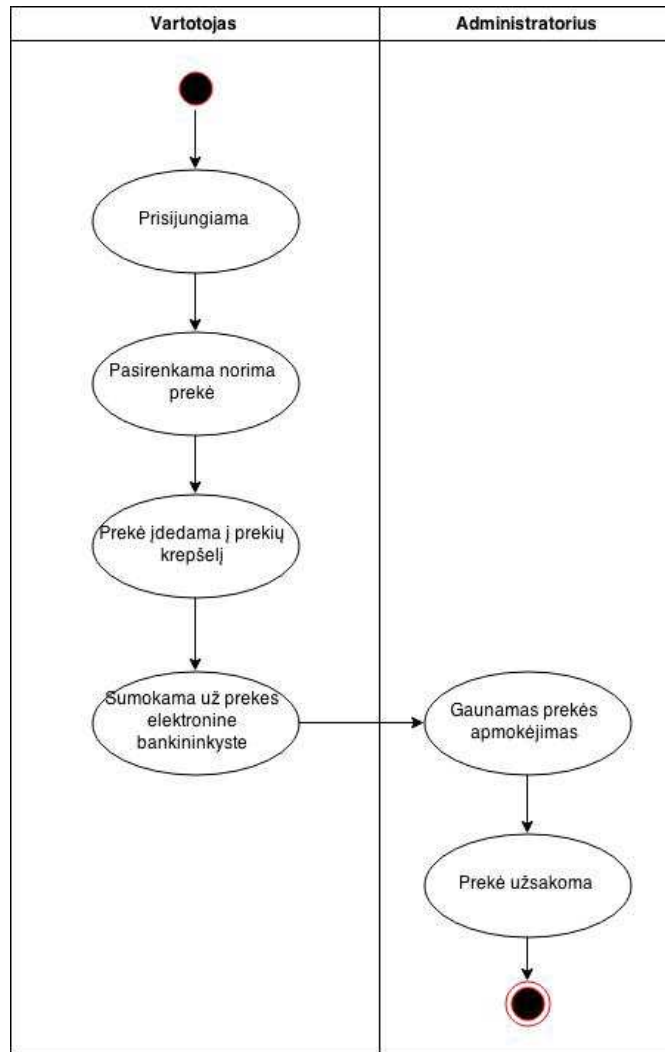 Vartotojas
Administratorius
Prisijungiama
Pasirenkama norima
prekė
Prekė įdedama į prekių
krepšelį
Sumokama už prekes
elektronine
bankininkyste
Gaunamas prekės
apmokėjimas
Prekė užsakoma